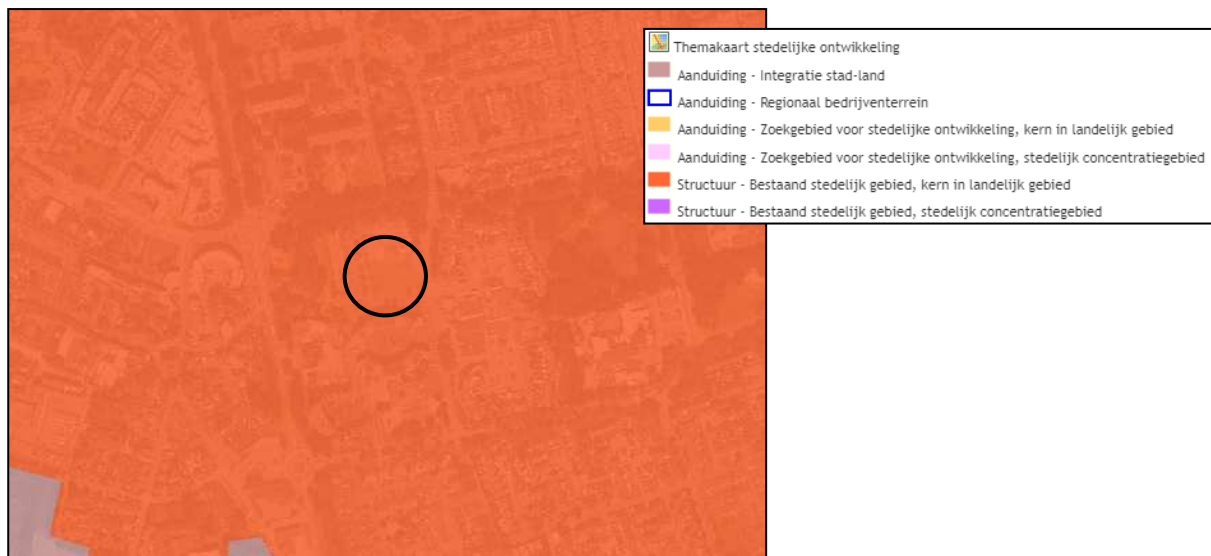 Themakaart stedelijke ontwikkeling
Aanduiding - Integratie stad-land
Aanduiding - Regionaal bedrijventerrein
Aanduiding - Zoekgebied voor stedelijke ontwikkeling, kern in landelijk gebied
Aanduiding - Zoekgebied voor stedelijke ontwikkeling, stedelijk concentratiegebied
Structuur - Bestaand stedelijk gebied, kern in landelijk gebied
Structuur - Bestaand stedelijk gebied, stedelijk concentratiegebied